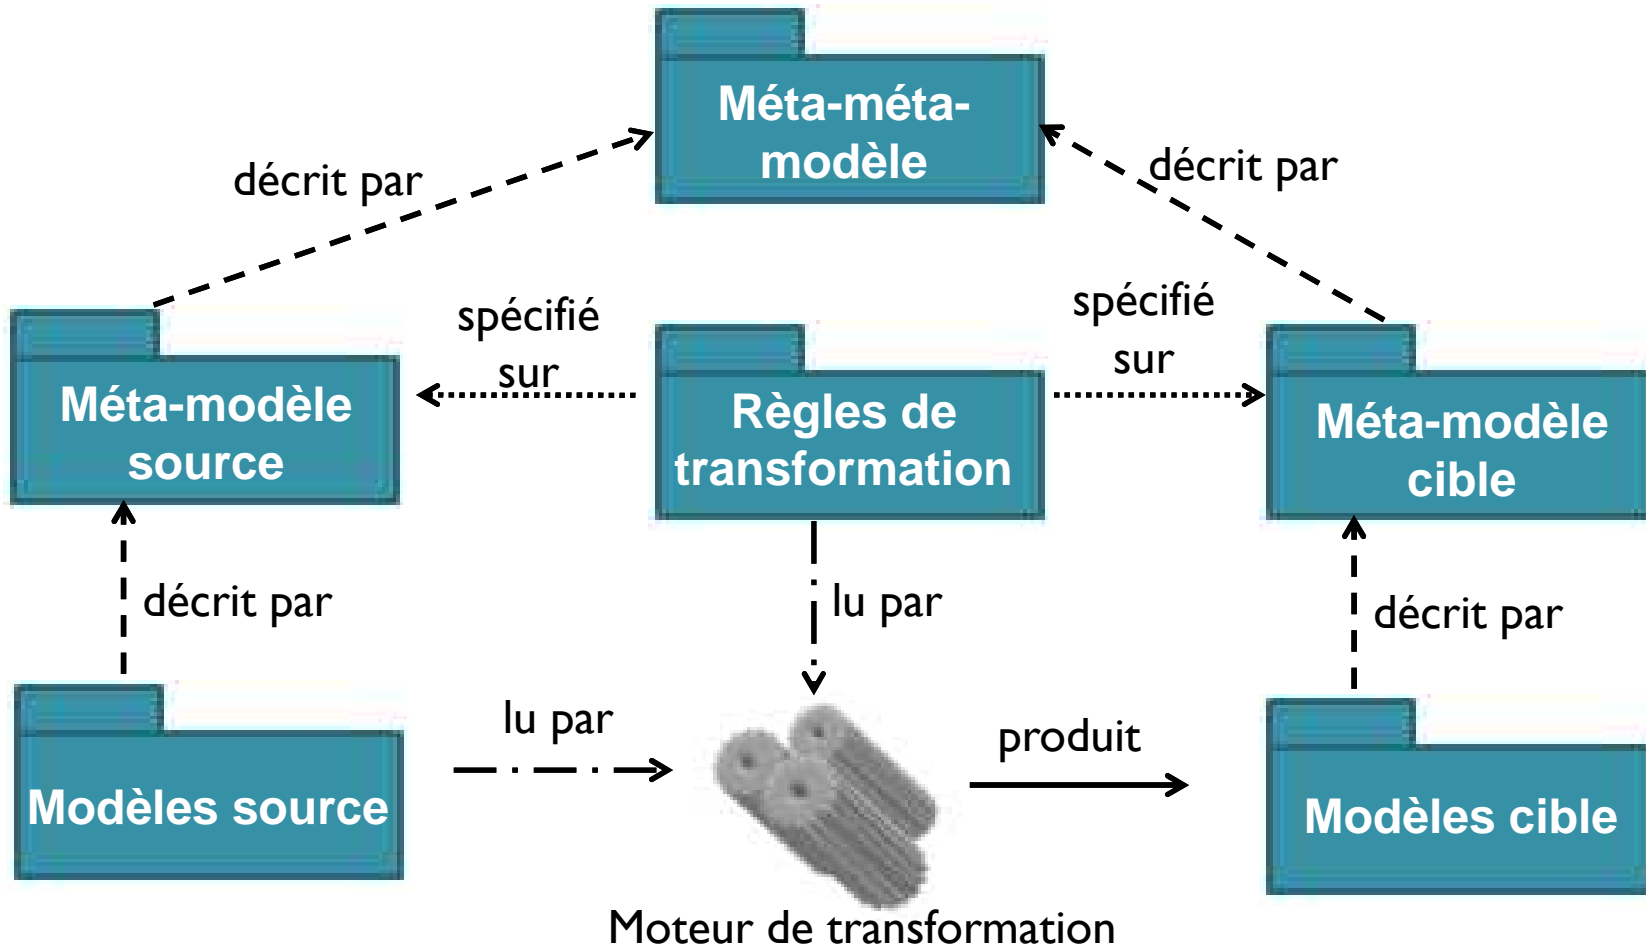 Méta-méta-
modèle
décrit par
décrit par
spécifié
sur
spécifié
sur
Méta-modèle
source
Règles de
transformation
Méta-modèle
cible
décrit par
lu par
décrit par
lu par
produit
Modèles source
Modèles cible
Moteur de transformation